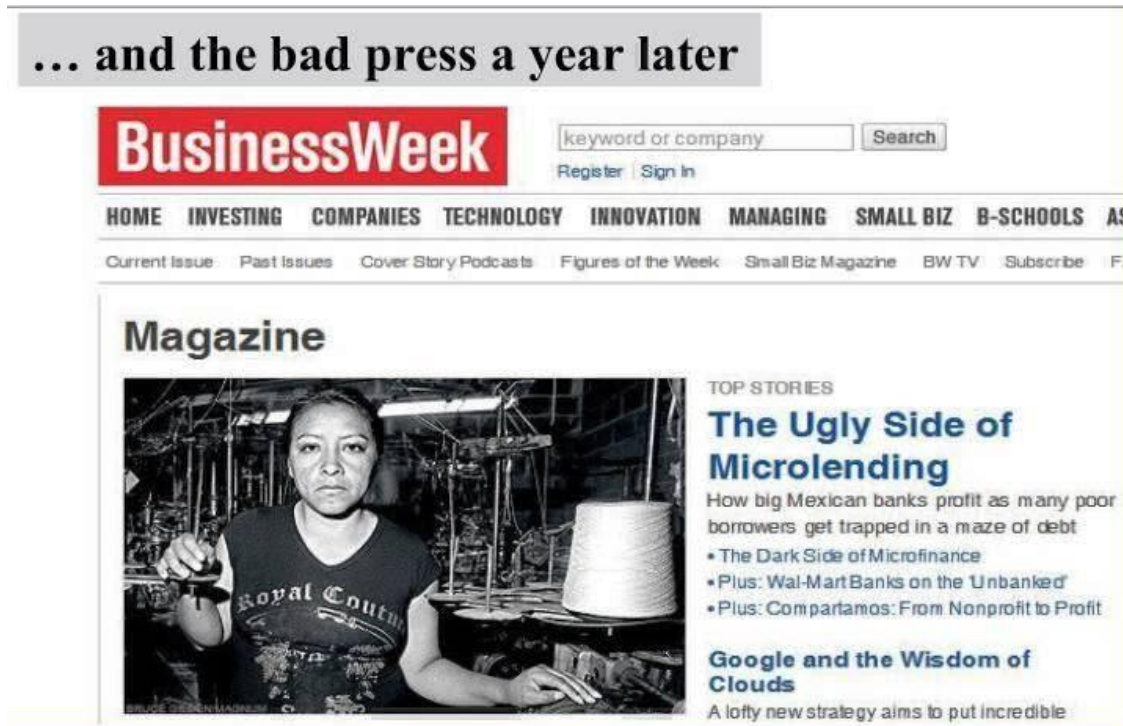 … and the bad press a year later
BusinessWeek
keyword or company Search
Register Sign In
HOME INVESTING COMPANIES TECHNOLOGY INNOVATION MANAGING SMALL BIZ B-SCHOOLS
Current Issue Past Issues Cover Story Podcasts Figures of the Week Small Biz Magazine BW TV Subscribe
Magazine
TOP STORIES
The Ugly Side of
Microlending
How big Mexican banks profit as many poor
borrowers get trapped in a maze of debt
• The Dark Side of Microfinance
• Plus: Wal-Mart Banks on the 'Unbanked'
• Plus: Compartamos: From Nonprofit to Profit
Royal
Google and the Wisdom of
Clouds
A lofty new strategy aims to put incredible